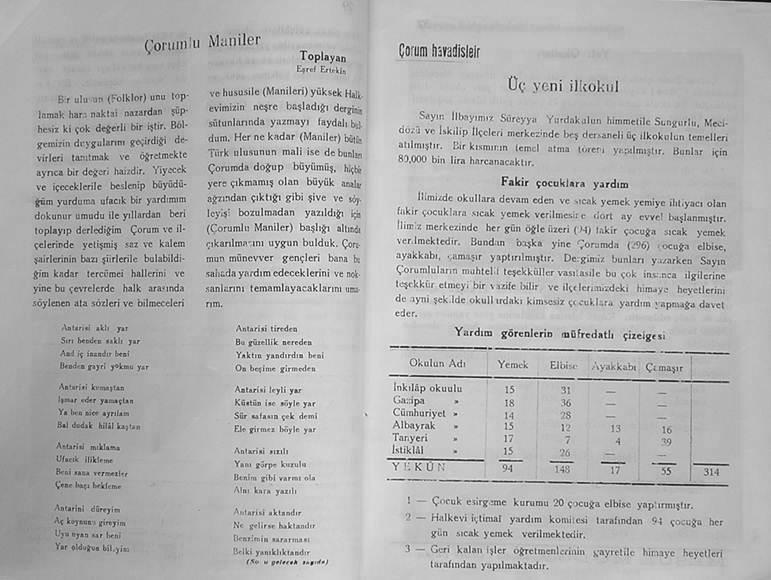 Çorumlu Maniler
Toplayan
Eşref Ertekin
Bir ulusun (Folklor) unu top-
lamak hars naktai nazardan şüp-
hesiz ki çok değerli bir iştir. Böl-
gemizin duygularını geçirdiği de-
virleri tanıtmak ve öğretmekte
ayrıca bir değeri haizdir. Yiyecek
ve içeceklerile beslenip büyüdü-
ğüm yurduma ufacık bir yardımım
dokunur umudu ile yıllardan beri
toplayıp derlediğim Çorum ve il-
çelerinde yetişmiş saz ve kalem
şairlerinin bazı şiirlerile bulabildi-
ğim kadar tercümei hallerini ve
yine bu çevrelerde halk arasında
söylenen ata sözleri ve bilmeceleri
ve hususile (Manileri) yüksek Halk-
evimizin neşre başladığı derginin
sütunlarında yazmayı faydalı bul-
dum. Her ne kadar (Maniler) bütün
Türk ulusunun malı ise de bunları
Çorumda doğup büyümüş, hiçbir
yere çıkmamış olan büyük analar
ağzından çıktığı gibi şive ve söy-
leyişi bozulmadan yazıldığı için
(Çorumlu Maniler) başlığı altında
çıkarılmasını uygun bulduk. Çoru-
mun münevver gençleri bana bu
sahada yardım edeceklerini ve nok-
sanlarını temamlayacaklarını uma-
rım.
Antarisi aklı yar
Sırı benden saklı yar
And iç inandır beni
Benden gayri yokmu yar
Antarisi kumaştan
İşmar eder yamaçtan
Ya ben nice ayrılam
Bal dudak hilâl kaştan
Antarisi mıklama
Ufacık ilikleme
Beni sana vermezler
Çene başı bekleme
Antarini düreyim
Aç koynunu gireyim
Uyu uyan sar beni
Yar olduğun bileyim
Antarisi tireden
Bu güzellik nereden
Yaktın yandırdın beni
On beşime girmeden
Antarisi leyli yar
Küstün ise söyle yar
Sür safasın çek demi
Ele girmez böyle yar
Antarisi sızılı
Yanı görpe kuzulu
Benim gibi varmı ola
Alnı kara yazılı
Antarisi aktandır
Ne gelirse haktandır
Benzimin sararması
Belki yanıklıktandır
(Sonu gelecek sayıda)
Çorum havadisleir
Üç yeni ilkokul
Sayın İlbayımız Süreyya Yurdakulun himmetile Sungurlu, Meci-
dözü ve İskilip İlçeleri merkezinde beş dersaneli üç ilkokulun temelleri
atılmıştır. Bir kısmının temel atma töreni yapılmıştır. Bunlar için
80,000 bin lira harcanacaktır.
Fakir çocuklara yardım
İlimizde okullara devam eden ve sıcak yemek yemiye ihtiyacı olan
fakir çocuklara sıcak yemek verilmesine dört ay evvel başlanmıştır.
İlimiz merkezinde her gün öğle üzeri (94) fakir çocuğa sıcak yemek
verilmektedir. Bundan başka yine Çorumda (296) çocuğa elbise,
ayakkabı, çamaşır yaptırılmıştır. Dergimiz bunları yazarken Sayın
Çorumluların muhtelif teşekküller vasıtasile bu çok insanca ilgilerine
teşekkür etmeyi bir vazife bilir ve ilçelerimizdeki himaye heyetlerini
de ayni şekilde okullardaki kimsesiz çocuklara yardım yapmağa davet
eder.
Yardım görenlerin müfredatlı çizelgesi
Okulun Adı Yemek Elbise Ayakkabı Çamaşır
İnkılâp okuulu 15 31 — —
Gazipa » 18 36 — —
Cümhuriyet » 14 28 — —
Albayrak » 15 12 13 16
Tanyeri » 17 7 4 39
İstiklâl » 15 26 — —
YEKÛN 94 148 17 55 314
1 — Çocuk esirgeme kurumu 20 çocuğa elbise yaptırmıştır.
2 — Halkevi içtimaî yardım komitesi tarafından 94 çocuğa her
gün sıcak yemek verilmektedir.
3 — Geri kalan işler öğretmenlerinin gayretile himaye heyetleri
tarafından yapılmaktadır.